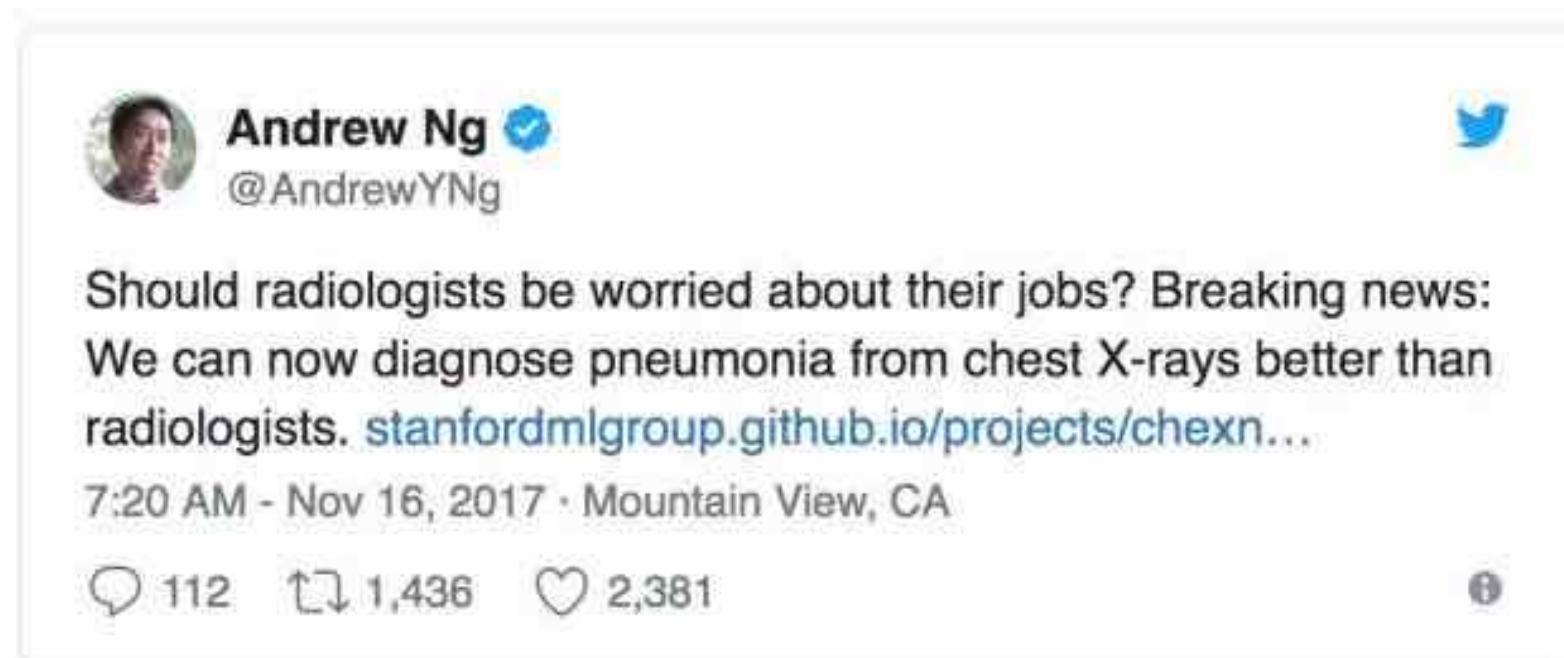 Andrew Ng
@AndrewYNg
Should radiologists be worried about their jobs? Breaking news:
We can now diagnose pneumonia from chest X-rays better than
radiologists. stanfordmlgroup.github.io/projects/chexn...
7:20 AM - Nov 16, 2017 · Mountain View, CA
112 1,436 2,381